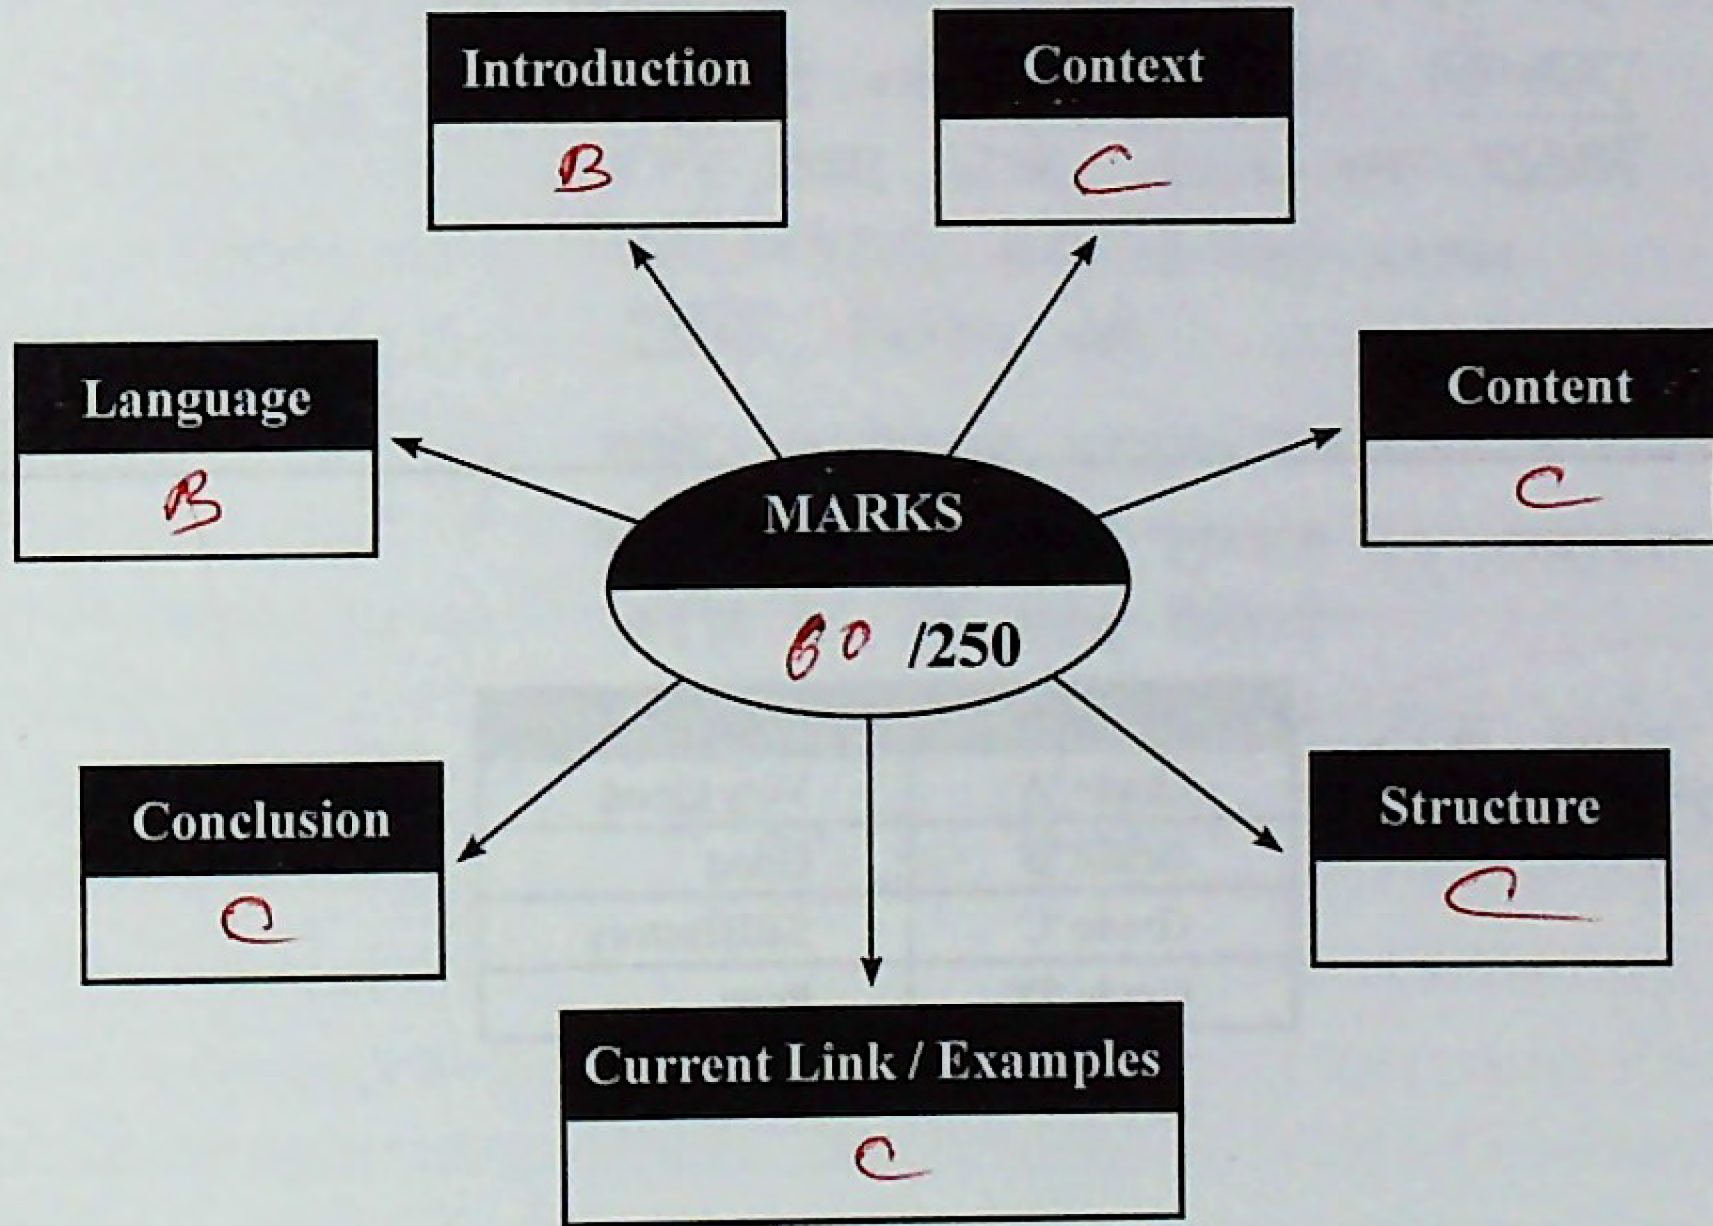 Introduction
B
Context
C
Language
B
Content
C
MARKS
60 /250
Conclusion
C
Structure
C
Current Link / Examples
C